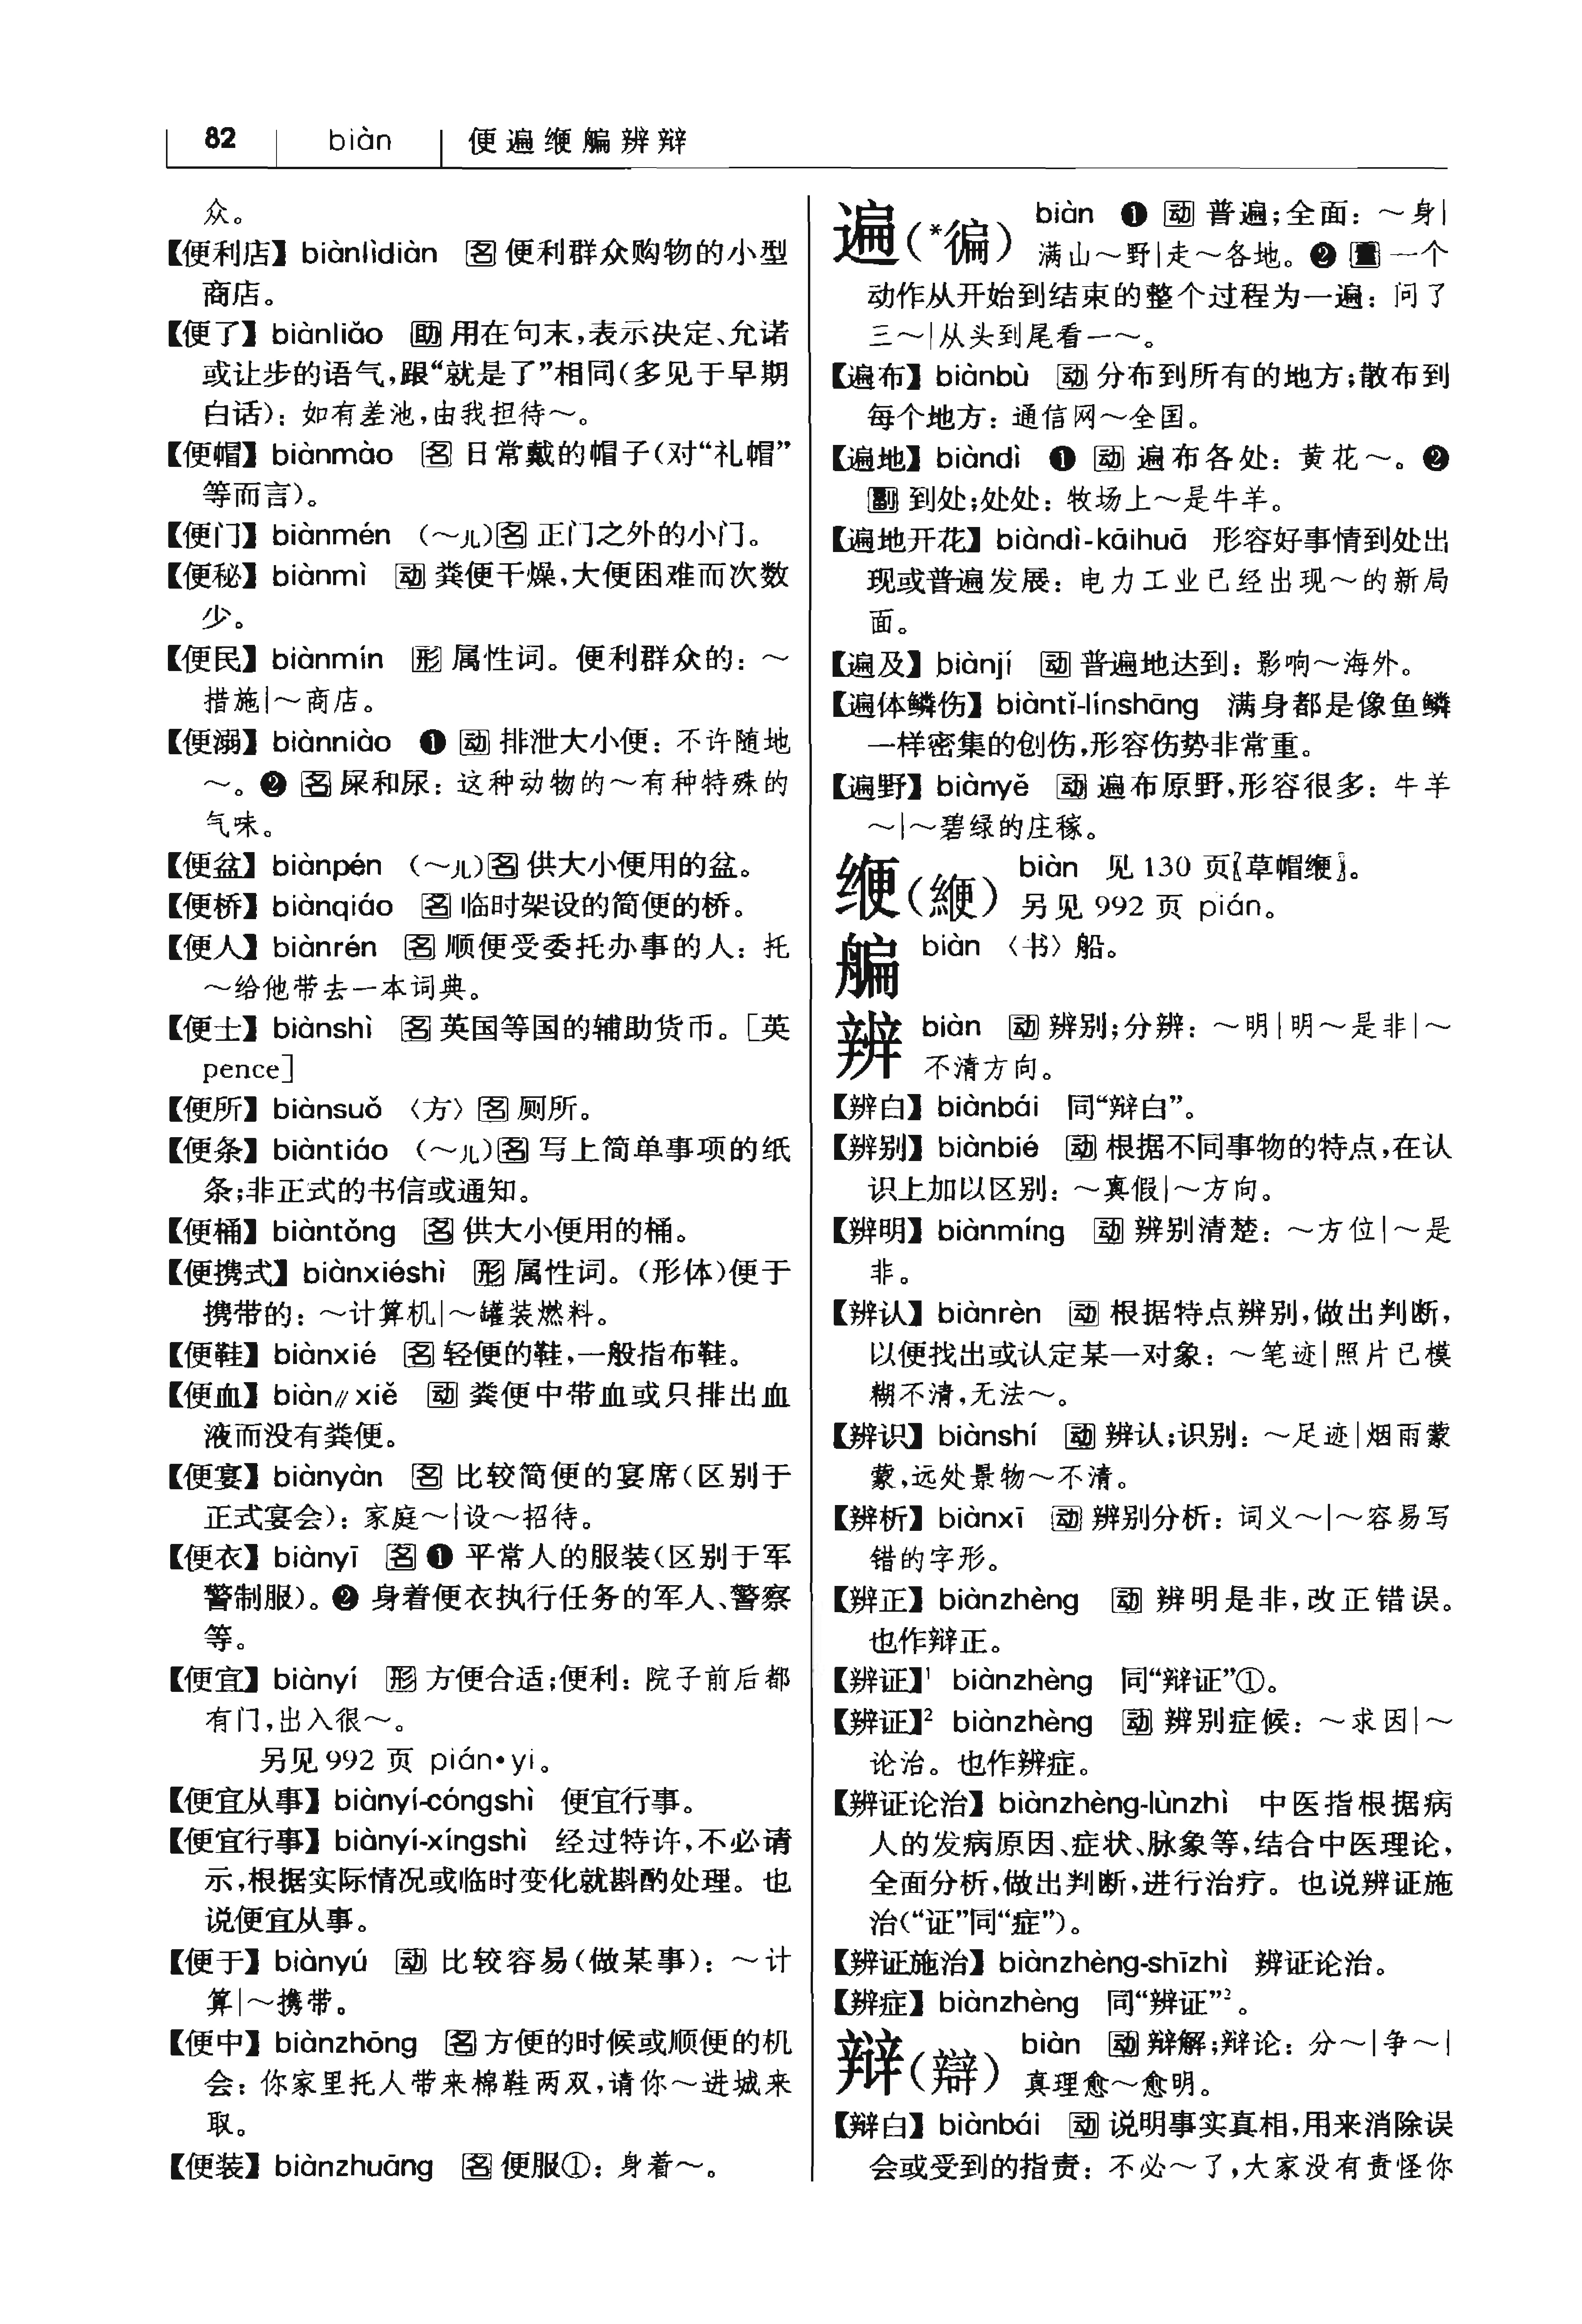 82 biàn 便遍缏艑辨辩
众。
【便利店】 biànlìdiàn 名 便利群众购物的小型
商店。
【便了】 biànliǎo 助 用在句末,表示决定、允诺
或让步的语气,跟“就是了”相同(多见于早期
白话):如有差池,由我担待～。
【便帽】 biànmào 名 日常戴的帽子(对“礼帽”
等而言)。
【便门】 biànmén (～儿)名 正门之外的小门。
【便秘】 biànmì 动 粪便干燥,大便困难而次数
少。
【便民】 biànmín 形 属性词。便利群众的:～
措施|～商店。
【便溺】 biànniào ❶ 动 排泄大小便:不许随地
～。❷ 名 屎和尿:这种动物的～有种特殊的
气味。
【便盆】 biànpén (～儿)名 供大小便用的盆。
【便桥】 biànqiáo 名 临时架设的简便的桥。
【便人】 biànrén 名 顺便受委托办事的人:托
～给他带去一本词典。
【便士】 biànshì 名 英国等国的辅助货币。[英
pence]
【便所】 biànsuǒ 〈方〉 名 厕所。
【便条】 biàntiáo (～儿)名 写上简单事项的纸
条;非正式的书信或通知。
【便桶】 biàntǒng 名 供大小便用的桶。
【便携式】 biànxiéshì 形 属性词。(形体)便于
携带的:～计算机|～罐装燃料。
【便鞋】 biànxié 名 轻便的鞋,一般指布鞋。
【便血】 biàn∥xiě 动 粪便中带血或只排出血
液而没有粪便。
【便宴】 biànyàn 名 比较简便的宴席(区别于
正式宴会):家庭～|设～招待。
【便衣】 biànyī 名 ❶ 平常人的服装(区别于军
警制服)。❷ 身着便衣执行任务的军人、警察
等。
【便宜】 biànyí 形 方便合适;便利:院子前后都
有门,出入很～。
另见992页 pián•yi。
【便宜从事】 biànyí-cóngshì 便宜行事。
【便宜行事】 biànyí-xíngshì 经过特许,不必请
示,根据实际情况或临时变化就斟酌处理。也
说便宜从事。
【便于】 biànyú 动 比较容易(做某事):～计
算|～携带。
【便中】 biànzhōng 名 方便的时候或顺便的机
会:你家里托人带来棉鞋两双,请你～进城来
取。
【便装】 biànzhuāng 名 便服①:身着～。
遍(*徧) biàn ❶ 动 普遍;全面:～身|
满山～野|走～各地。❷ 量 一个
动作从开始到结束的整个过程为一遍:问了
三～|从头到尾看一～。
【遍布】 biànbù 动 分布到所有的地方;散布到
每个地方:通信网～全国。
【遍地】 biàndì ❶ 动 遍布各处:黄花～。❷
副 到处;处处:牧场上～是牛羊。
【遍地开花】 biàndì-kāihuā 形容好事情到处出
现或普遍发展:电力工业已经出现～的新局
面。
【遍及】 biànjí 动 普遍地达到:影响～海外。
【遍体鳞伤】 biàntǐ-línshāng 满身都是像鱼鳞
一样密集的创伤,形容伤势非常重。
【遍野】 biànyě 动 遍布原野,形容很多:牛羊
～|～碧绿的庄稼。
缏(緶) biàn 见130页〖草帽缏〗。
另见992页 pián。
艑 biàn 〈书〉船。
辨 biàn 动 辨别;分辨:～明|明～是非|～
不清方向。
【辨白】 biànbái 同“辩白”。
【辨别】 biànbié 动 根据不同事物的特点,在认
识上加以区别:～真假|～方向。
【辨明】 biànmíng 动 辨别清楚:～方位|～是
非。
【辨认】 biànrèn 动 根据特点辨别,做出判断,
以便找出或认定某一对象:～笔迹|照片已模
糊不清,无法～。
【辨识】 biànshí 动 辨认;识别:～足迹|烟雨蒙
蒙,远处景物～不清。
【辨析】 biànxī 动 辨别分析:词义～|～容易写
错的字形。
【辨正】 biànzhèng 动 辨明是非,改正错误。
也作辩正。
【辨证】¹ biànzhèng 同“辩证”①。
【辨证】² biànzhèng 动 辨别症候:～求因|～
论治。也作辨症。
【辨证论治】 biànzhèng-lùnzhì 中医指根据病
人的发病原因、症状、脉象等,结合中医理论,
全面分析,做出判断,进行治疗。也说辨证施
治(“证”同“症”)。
【辨证施治】 biànzhèng-shīzhì 辨证论治。
【辨症】 biànzhèng 同“辨证”²。
辩(辯) biàn 动 辩解;辩论:分～|争～|
真理愈～愈明。
【辩白】 biànbái 动 说明事实真相,用来消除误
会或受到的指责:不必～了,大家没有责怪你